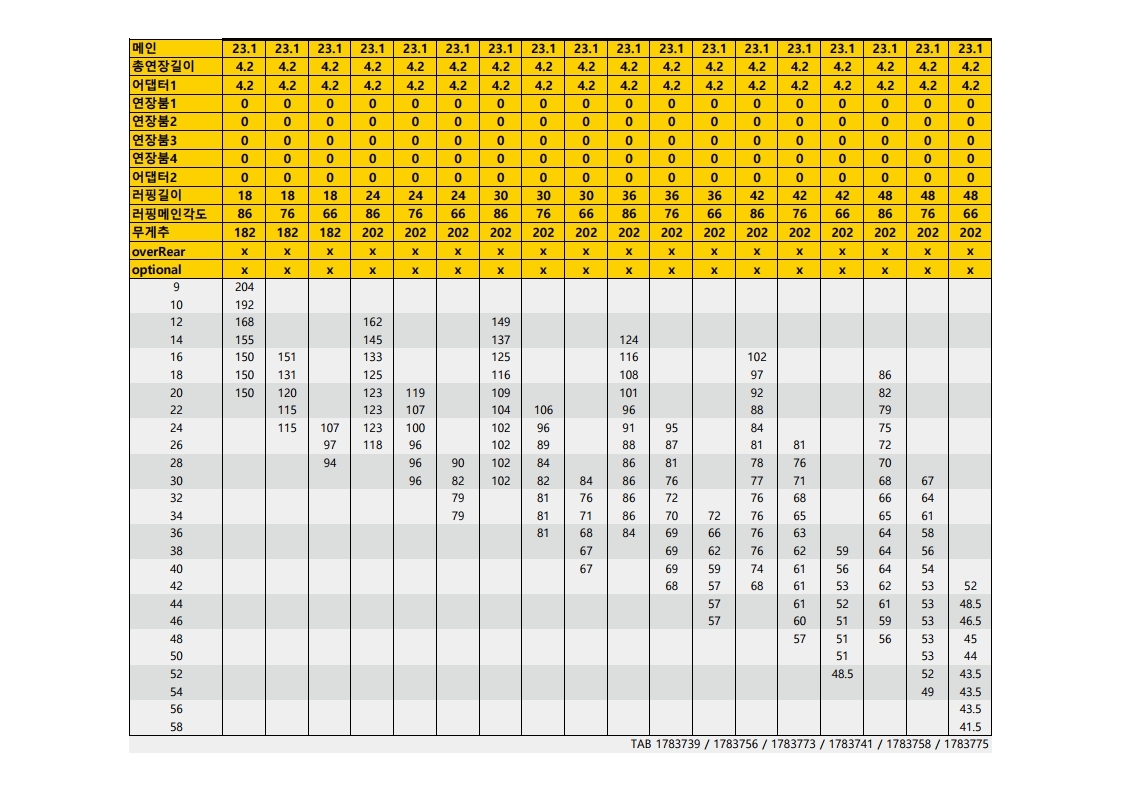 메인 23.1 23.1 23.1 23.1 23.1 23.1 23.1 23.1 23.1 23.1 23.1 23.1 23.1 23.1 23.1 23.1 23.1 23.1
총연장길이 4.2 4.2 4.2 4.2 4.2 4.2 4.2 4.2 4.2 4.2 4.2 4.2 4.2 4.2 4.2 4.2 4.2 4.2
어댑터1 4.2 4.2 4.2 4.2 4.2 4.2 4.2 4.2 4.2 4.2 4.2 4.2 4.2 4.2 4.2 4.2 4.2 4.2
연장붐1 0 0 0 0 0 0 0 0 0 0 0 0 0 0 0 0 0 0
연장붐2 0 0 0 0 0 0 0 0 0 0 0 0 0 0 0 0 0 0
연장붐3 0 0 0 0 0 0 0 0 0 0 0 0 0 0 0 0 0 0
연장붐4 0 0 0 0 0 0 0 0 0 0 0 0 0 0 0 0 0 0
어댑터2 0 0 0 0 0 0 0 0 0 0 0 0 0 0 0 0 0 0
러핑길이 18 18 18 24 24 24 30 30 30 36 36 36 42 42 42 48 48 48
러핑메인각도 86 76 66 86 76 66 86 76 66 86 76 66 86 76 66 86 76 66
무게추 182 182 182 202 202 202 202 202 202 202 202 202 202 202 202 202 202 202
overRear x x x x x x x x x x x x x x x x x x
optional x x x x x x x x x x x x x x x x x x
9 204
10 192
12 168 162 149
14 155 145 137 124
16 150 151 133 125 116 102
18 150 131 125 116 108 97 86
20 150 120 123 119 109 101 92 82
22 115 123 107 104 106 96 88 79
24 115 107 123 100 102 96 91 95 84 75
26 97 118 96 102 89 88 87 81 81 72
28 94 96 90 102 84 86 81 78 76 70
30 96 82 102 82 84 86 76 77 71 68 67
32 79 81 76 86 72 76 68 66 64
34 79 81 71 86 70 72 76 65 65 61
36 81 68 84 69 66 76 63 64 58
38 67 69 62 76 62 59 64 56
40 67 69 59 74 61 56 64 54
42 68 57 68 61 53 62 53 52
44 57 61 52 61 53 48.5
46 57 60 51 59 53 46.5
48 57 51 56 53 45
50 51 53 44
52 48.5 52 43.5
54 49 43.5
56 43.5
58 41.5
TAB 1783739 / 1783756 / 1783773 / 1783741 / 1783758 / 1783775